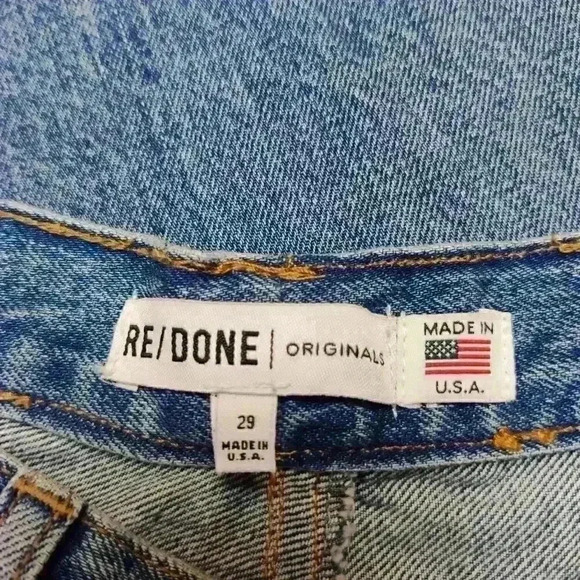 RE/DONE | ORIGINALS
MADE IN
U.S.A.
29
MADE IN
U.S.A.